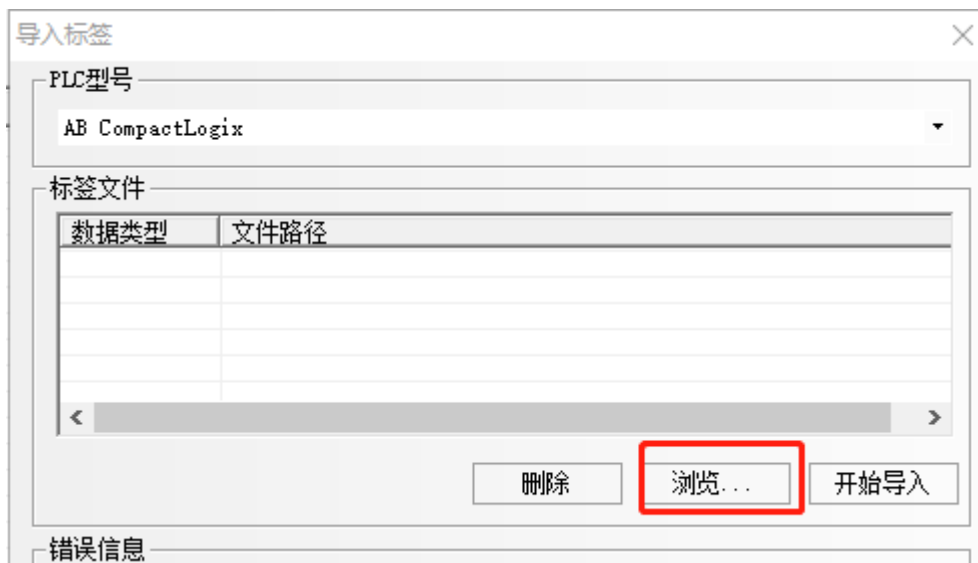 导入标签
PLC型号
AB CompactLogix
标签文件
数据类型 文件路径
删除 浏览... 开始导入
错误信息